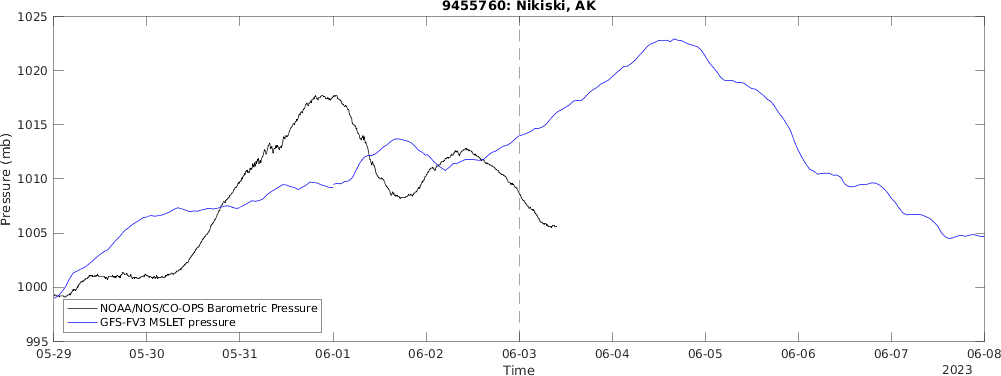 9455760: Nikiski, AK
1025
1020
1015
1010
1005
1000
995
Pressure (mb)
NOAA/NOS/CO-OPS Barometric Pressure
GFS-FV3 MSLET pressure
05-29 05-30 05-31 06-01 06-02 06-03 06-04 06-05 06-06 06-07 06-08
Time
2023